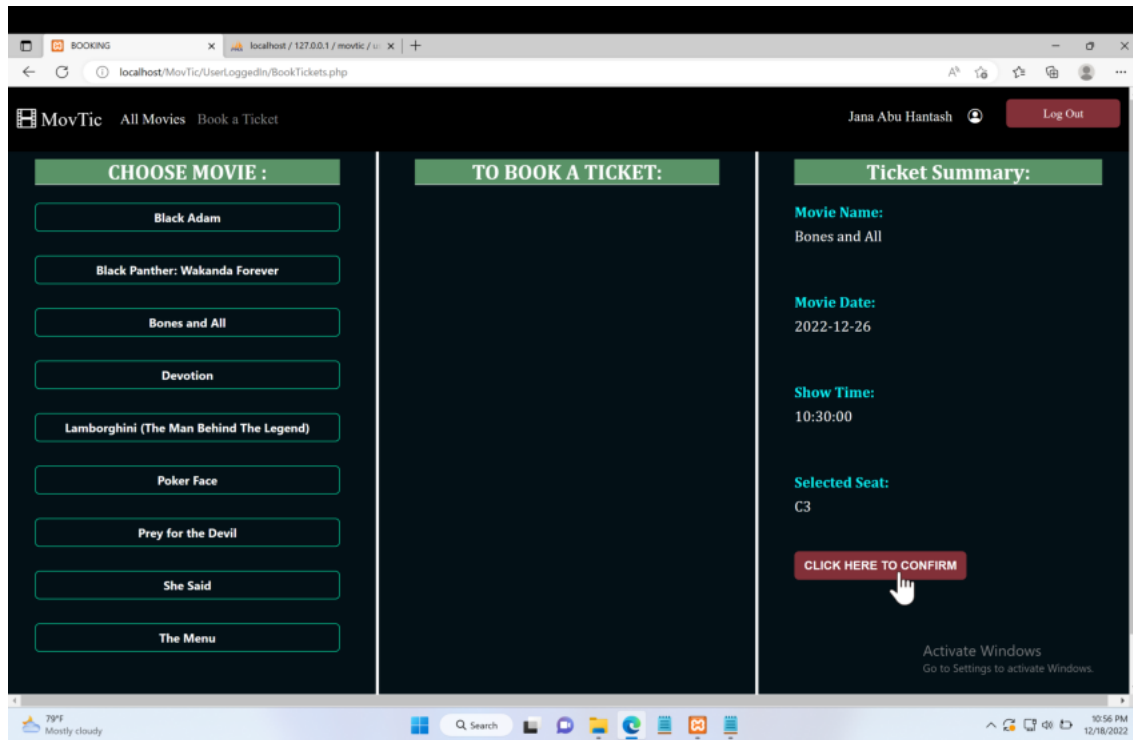 BOOKING
localhost / 127.0.0.1 / movtic / u
localhost/MovTic/UserLoggedIn/BookTickets.php
MovTic All Movies Book a Ticket Jana Abu Hantash Log Out
CHOOSE MOVIE :
Black Adam
Black Panther: Wakanda Forever
Bones and All
Devotion
Lamborghini (The Man Behind The Legend)
Poker Face
Prey for the Devil
She Said
The Menu
TO BOOK A TICKET:
Ticket Summary:
Movie Name:
Bones and All
Movie Date:
2022-12-26
Show Time:
10:30:00
Selected Seat:
C3
CLICK HERE TO CONFIRM
Activate Windows
Go to Settings to activate Windows.
79°F
Mostly cloudy
Search
10:56 PM
12/18/2022